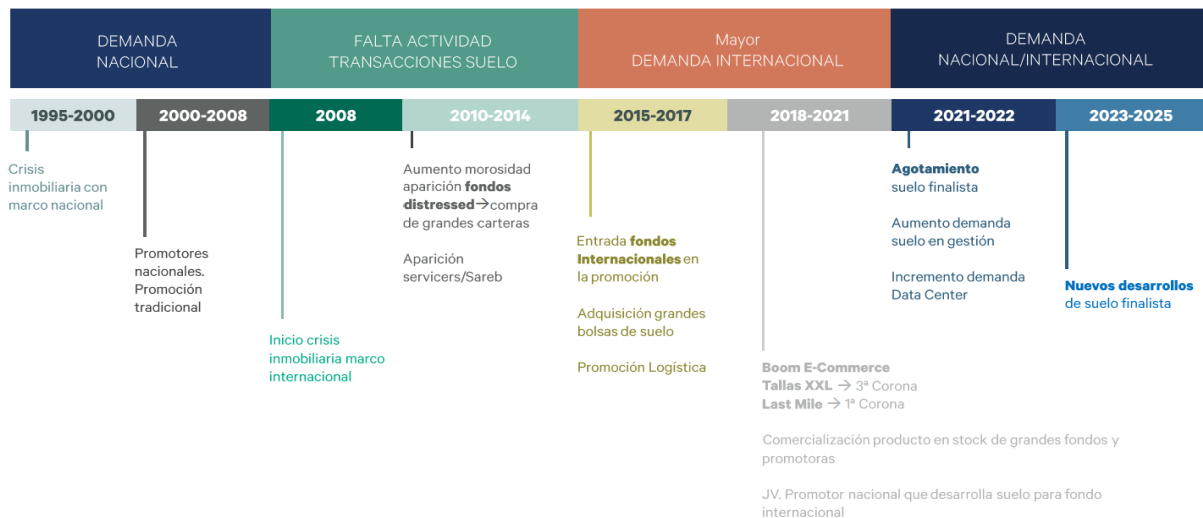 DEMANDA
NACIONAL
FALTA ACTIVIDAD
TRANSACCIONES SUELO
Mayor
DEMANDA INTERNACIONAL
DEMANDA
NACIONAL/INTERNACIONAL
1995-2000
2000-2008
2008
2010-2014
2015-2017
2018-2021
2021-2022
2023-2025
Crisis
inmobiliaria con
marco nacional
Promotores
nacionales.
Promoción
tradicional
Inicio crisis
inmobiliaria marco
internacional
Aumento morosidad
aparición fondos
distressed→compra
de grandes carteras
Aparición
servicers/Sareb
Entrada fondos
Internacionales en
la promoción
Adquisición grandes
bolsas de suelo
Promoción Logística
Boom E-Commerce
Tallas XXL → 3ª Corona
Last Mile → 1ª Corona
Comercialización producto en stock de grandes fondos y
promotoras
JV. Promotor nacional que desarrolla suelo para fondo
internacional
Agotamiento
suelo finalista
Aumento demanda
suelo en gestión
Incremento demanda
Data Center
Nuevos desarrollos
de suelo finalista